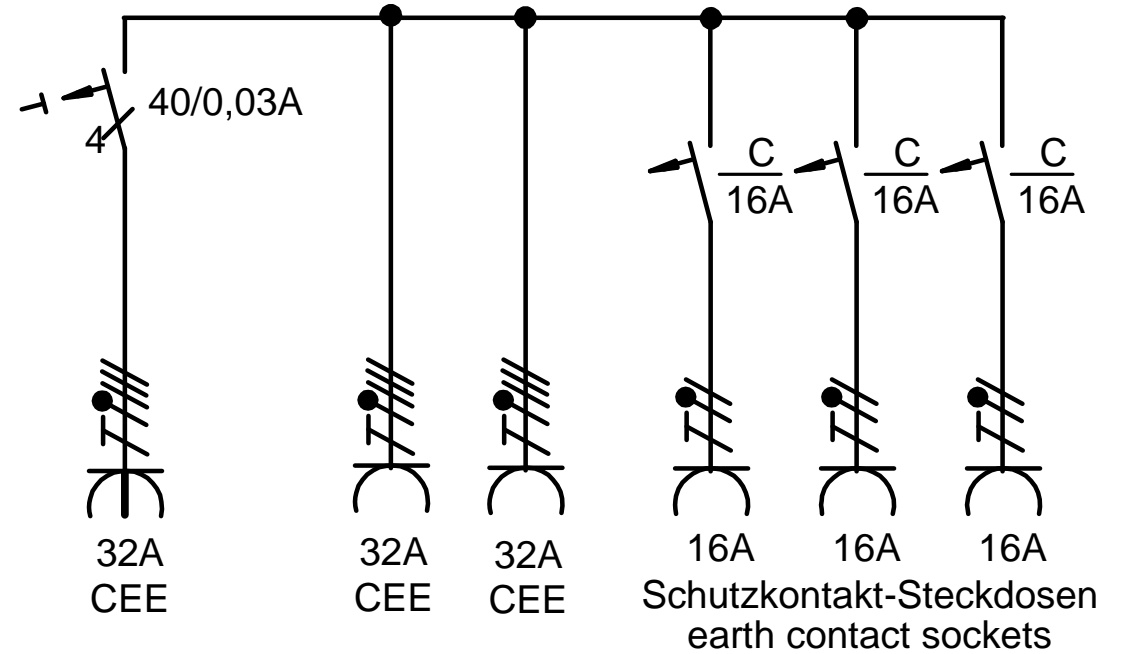 40/0,03A
4
C
16A
C
16A
C
16A
32A
CEE
32A
CEE
32A
CEE
16A
16A
16A
Schutzkontakt-Steckdosen
earth contact sockets